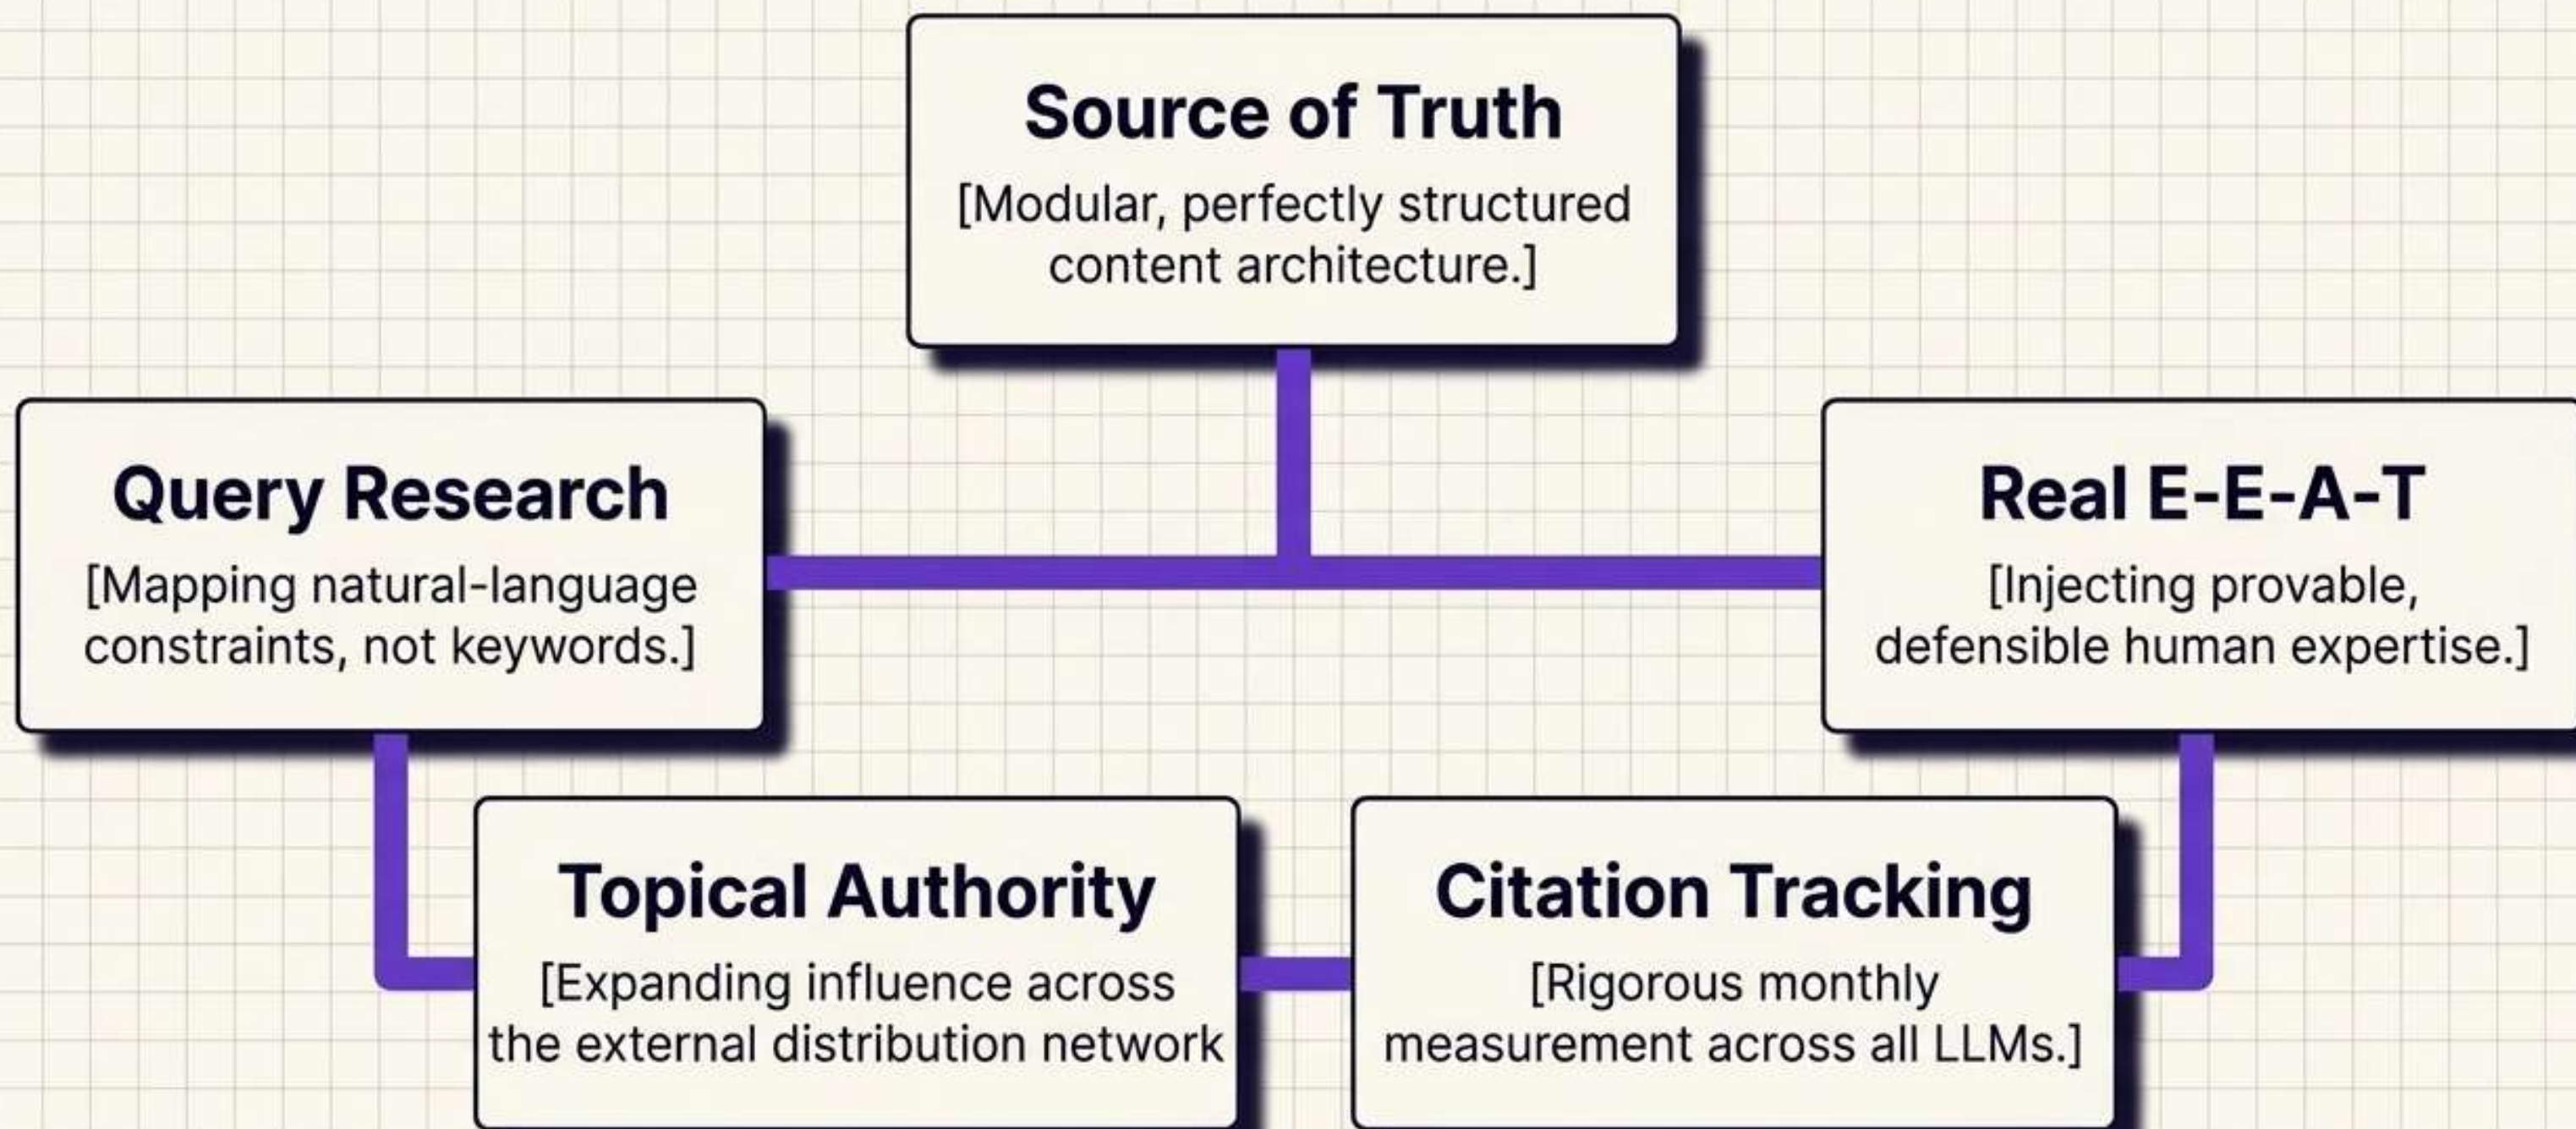 Source of Truth
[Modular, perfectly structured
content architecture.]
Query Research
[Mapping natural-language
constraints, not keywords.]
Real E-E-A-T
[Injecting provable,
defensible human expertise.]
Topical Authority
[Expanding influence across
the external distribution network
Citation Tracking
[Rigorous monthly
measurement across all LLMs.]